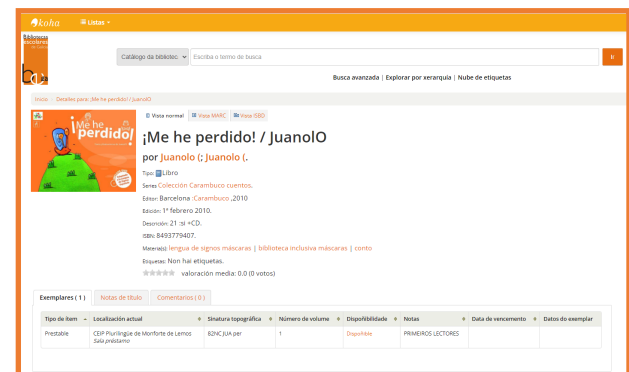 koha Listas
Bibliotecas
escolares
de Galicia
Catálogo da bibliotec. Escriba o termo de busca Ir
Busca avanzada | Explorar por xerarquía | Nube de etiquetas
Inicio Detalles para: ¡Me he perdido! / JuanolO
¡Me he
perdido!
Vista normal Vista MARC Vista ISBD
¡Me he perdido! / JuanolO
por Juanolo (; Juanolo (.
Tipo: Libro
Series: Colección Carambuco cuentos.
Editor: Barcelona :Carambuco ,2010
Edición: 1ª febrero 2010.
Descrición: 21 :si +CD.
ISBN: 8493779407.
Materia(s): lengua de signos máscaras | biblioteca inclusiva máscaras | conto
Etiquetas: Non hai etiquetas.
valoración media: 0.0 (0 votos)
Exemplares ( 1 ) Notas de título Comentarios ( 0 )
Tipo de ítem Localización actual Sinatura topográfica Número de volume Dispoñibilidade Notas Data de vencemento Datos do exemplar
Prestable CEIP Plurilingüe de Monforte de Lemos 82NC JUA per 1 Dispoñible PRIMEIROS LECTORES
Sala préstamo